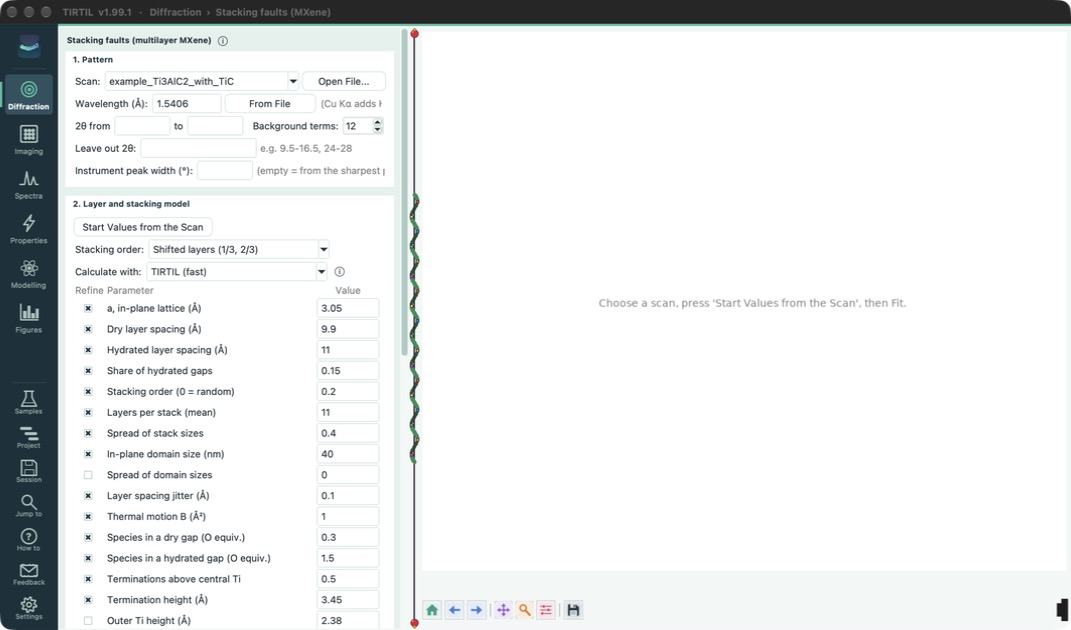 TIRTIL v1.99.1 - Diffraction › Stacking faults (MXene)
Diffraction
Imaging
Spectra
Properties
Modelling
Figures
Samples
Project
Session
Jump to
How to
Feedback
Settings
Stacking faults (multilayer MXene)
1. Pattern
Scan: example_Ti3AlC2_with_TiC Open File...
Wavelength (Å): 1.5406 From File (Cu Kα adds
2θ from to Background terms: 12
Leave out 2θ: e.g. 9.5-16.5, 24-28
Instrument peak width (°): (empty = from the sharpest
2. Layer and stacking model
Start Values from the Scan
Stacking order: Shifted layers (1/3, 2/3)
Calculate with: TIRTIL (fast)
Refine Parameter Value
a, in-plane lattice (Å) 3.05
Dry layer spacing (Å) 9.9
Hydrated layer spacing (Å) 11
Share of hydrated gaps 0.15
Stacking order (0 = random) 0.2
Layers per stack (mean) 11
Spread of stack sizes 0.4
In-plane domain size (nm) 40
Spread of domain sizes 0
Layer spacing jitter (Å) 0.1
Thermal motion B (Å²) 1
Species in a dry gap (O equiv.) 0.3
Species in a hydrated gap (O equiv.) 1.5
Terminations above central Ti 0.5
Termination height (Å) 3.45
Outer Ti height (Å) 2.38
Choose a scan, press 'Start Values from the Scan', then Fit.